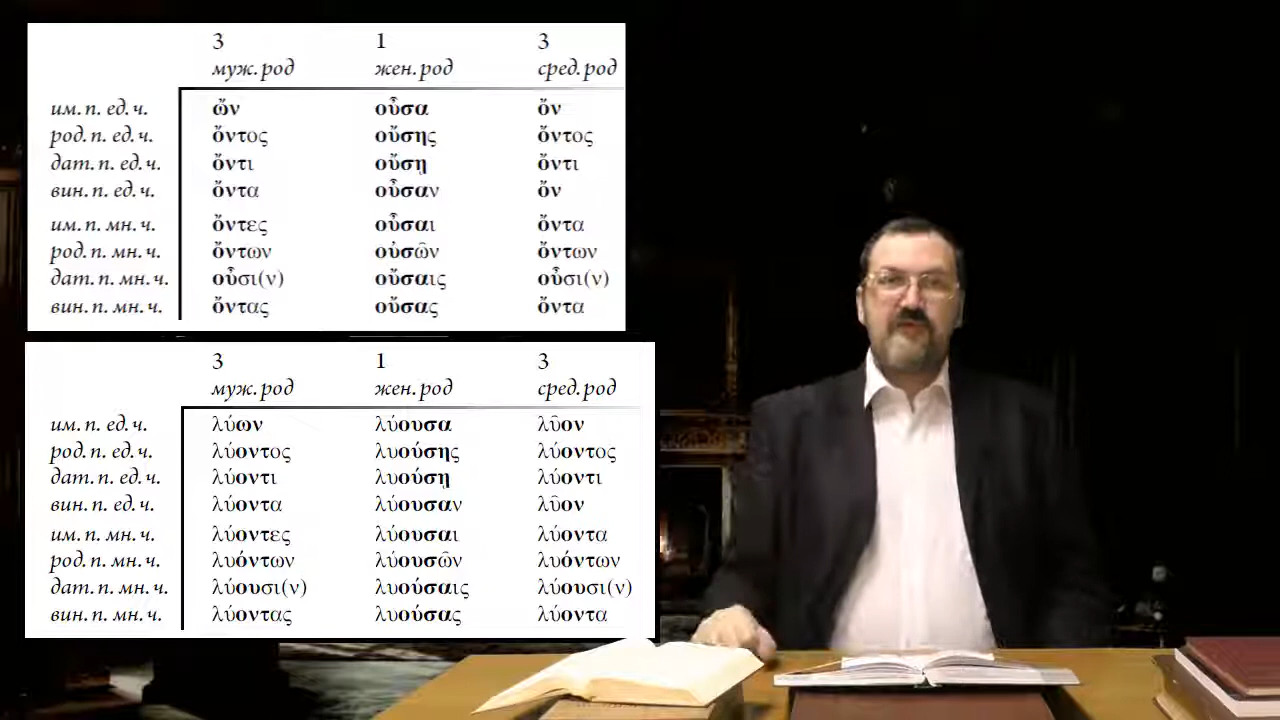 3 1 3
муж. род жен. род сред. род
им. п. ед. ч. ὤν οὖσα ὄν
род. п. ед. ч. ὄντος οὔσης ὄντος
дат. п. ед. ч. ὄντι οὔσῃ ὄντι
вин. п. ед. ч. ὄντα οὖσαν ὄν
им. п. мн. ч. ὄντες οὖσαι ὄντα
род. п. мн. ч. ὄντων οὐσῶν ὄντων
дат. п. мн. ч. οὖσι(ν) οὔσαις οὖσι(ν)
вин. п. мн. ч. ὄντας οὔσας ὄντα
3 1 3
муж. род жен. род сред. род
им. п. ед. ч. λύων λύουσα λῦον
род. п. ед. ч. λύοντος λυούσης λύοντος
дат. п. ед. ч. λύοντι λυούσῃ λύοντι
вин. п. ед. ч. λύοντα λύουσαν λῦον
им. п. мн. ч. λύοντες λύουσαι λύοντα
род. п. мн. ч. λυόντων λύουσῶν λυόντων
дат. п. мн. ч. λύουσι(ν) λυούσαις λύουσι(ν)
вин. п. мн. ч. λύοντας λυούσας λύοντα